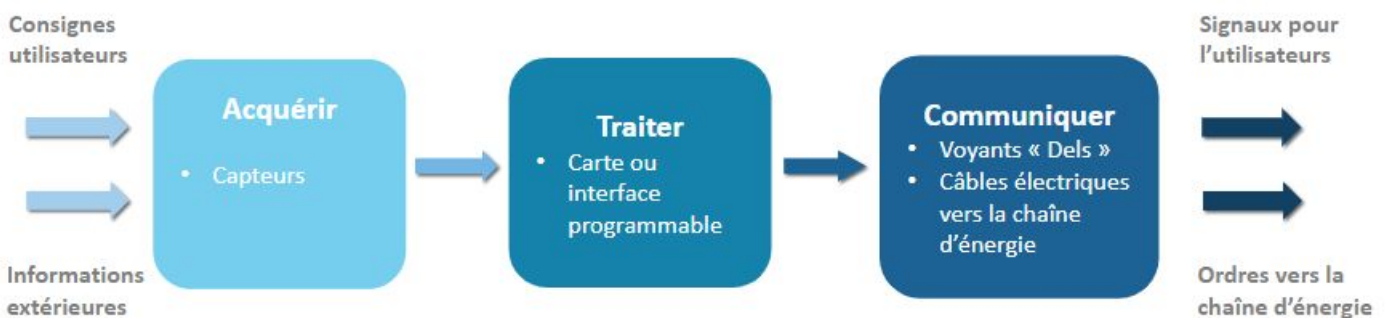 Consignes
utilisateurs
Informations
extérieures
Acquérir
• Capteurs
Traiter
• Carte ou
interface
programmable
Communiquer
• Voyants « Dels »
• Câbles électriques
vers la chaîne
d’énergie
Signaux pour
l’utilisateurs
Ordres vers la
chaîne d’énergie